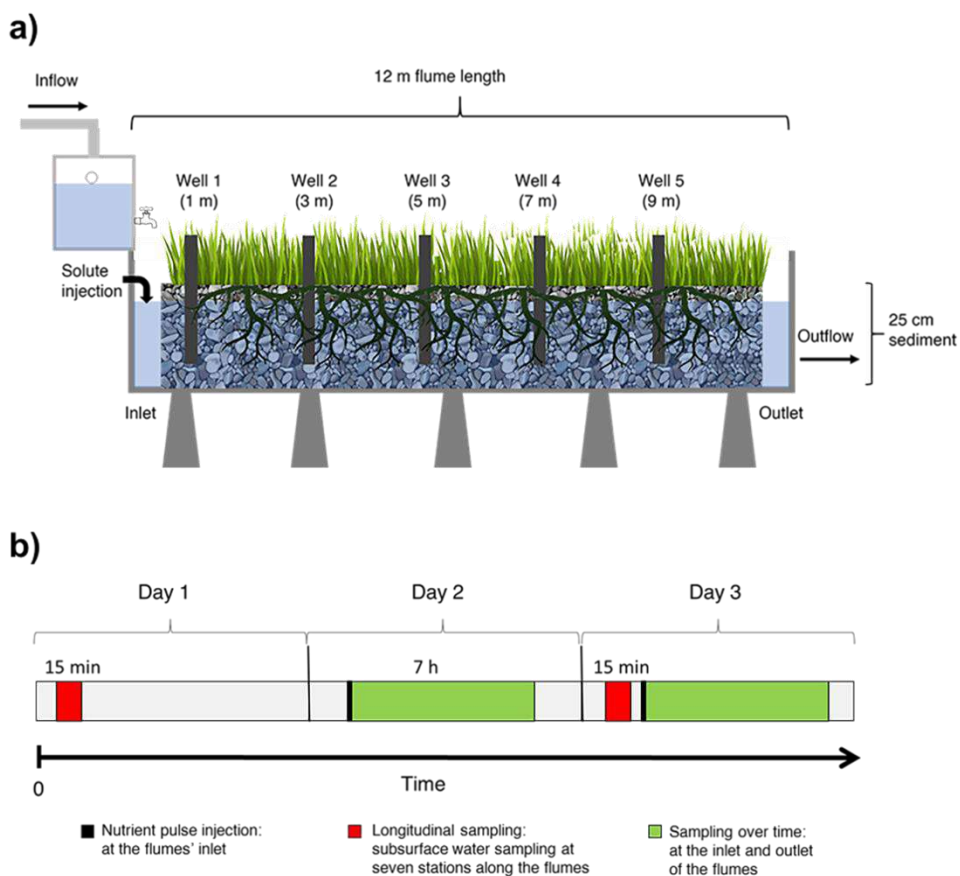 a)
Inflow
12 m flume length
Well 1
(1 m)
Well 2
(3 m)
Well 3
(5 m)
Well 4
(7 m)
Well 5
(9 m)
Solute
injection
25 cm
sediment
Outflow
Inlet
Outlet
b)
Day 1
Day 2
Day 3
15 min
7 h
15 min
0
Time
Nutrient pulse injection:
at the flumes' inlet
Longitudinal sampling:
subsurface water sampling at
seven stations along the flumes
Sampling over time:
at the inlet and outlet
of the flumes